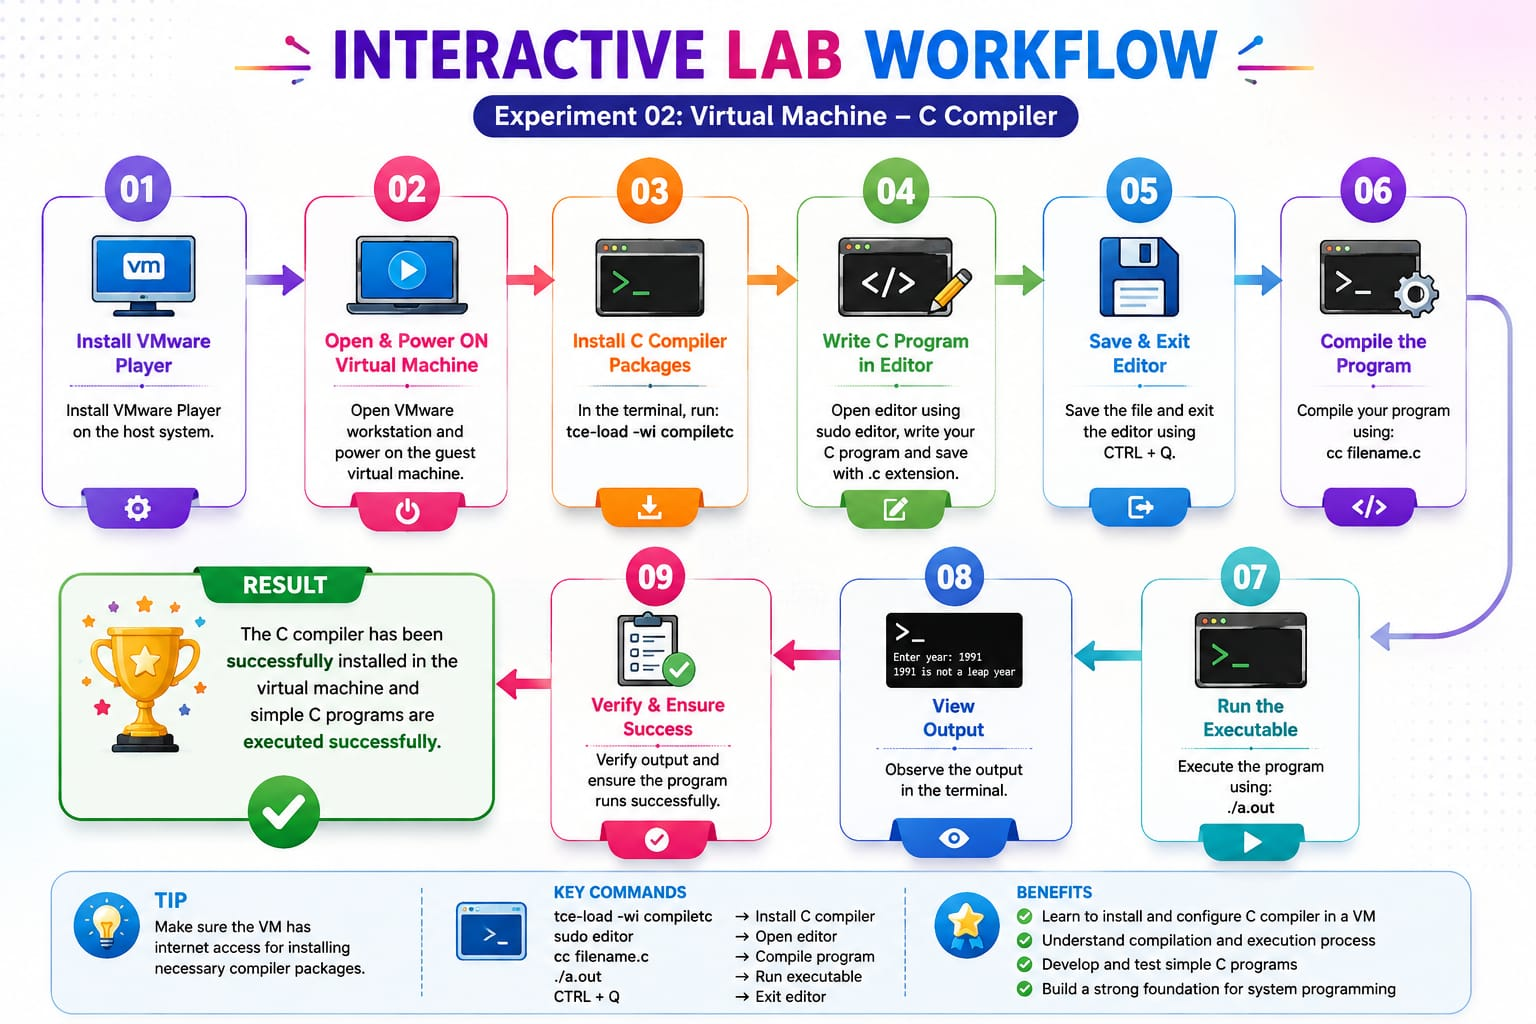 INTERACTIVE LAB WORKFLOW
Experiment 02: Virtual Machine – C Compiler
01
vm
Install VMware
Player
Install VMware Player
on the host system.
02
Open & Power ON
Virtual Machine
Open VMware
workstation and
power on the guest
virtual machine.
03
>_
Install C Compiler
Packages
In the terminal, run:
tce-load -wi compiletc
04
</>
Write C Program
in Editor
Open editor using
sudo editor, write your
C program and save
with .c extension.
05
Save & Exit
Editor
Save the file and exit
the editor using
CTRL + Q.
06
>_
Compile the
Program
Compile your program
using:
cc filename.c
</>
07
>_
Run the
Executable
Execute the program
using:
./a.out
08
>_
Enter year: 1991
1991 is not a leap year
View
Output
Observe the output
in the terminal.
09
Verify & Ensure
Success
Verify output and
ensure the program
runs successfully.
RESULT
The C compiler has been
successfully installed in the
virtual machine and
simple C programs are
executed successfully.
TIP
Make sure the VM has
internet access for installing
necessary compiler packages.
>_
KEY COMMANDS
tce-load -wi compiletc → Install C compiler
sudo editor → Open editor
cc filename.c → Compile program
./a.out → Run executable
CTRL + Q → Exit editor
BENEFITS
Learn to install and configure C compiler in a VM
Understand compilation and execution process
Develop and test simple C programs
Build a strong foundation for system programming